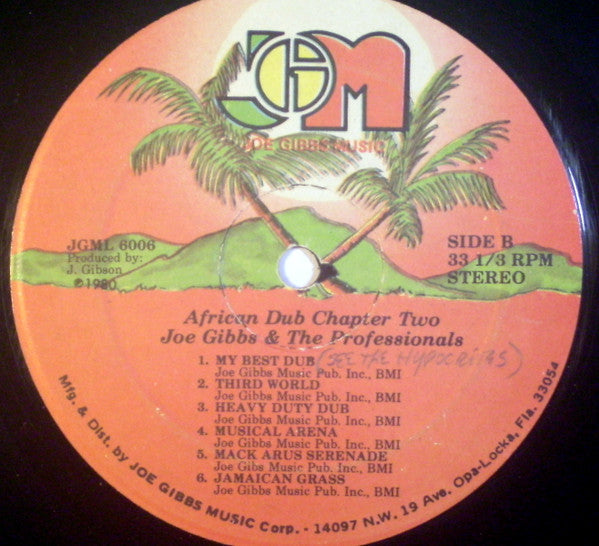 JGM
JOE GIBBS MUSIC
JGML 6006
Produced by:
J. Gibson
℗1980
SIDE B
33 1/3 RPM
STEREO
African Dub Chapter Two
Joe Gibbs & The Professionals
1. MY BEST DUB (SEE THE HYPOCRITES)
Joe Gibbs Music Pub. Inc., BMI
2. THIRD WORLD
Joe Gibbs Music Pub. Inc., BMI
3. HEAVY DUTY DUB
Joe Gibbs Music Pub. Inc., BMI
4. MUSICAL ARENA
Joe Gibbs Music Pub. Inc., BMI
5. MACK ARUS SERENADE
Joe Gibs Music Pub. Inc., BMI
6. JAMAICAN GRASS
Joe Gibbs Music Pub. Inc., BMI
Mfg. & Dist. by JOE GIBBS MUSIC Corp. - 14097 N.W. 19 Ave. Opa-Locka, Fla. 33054